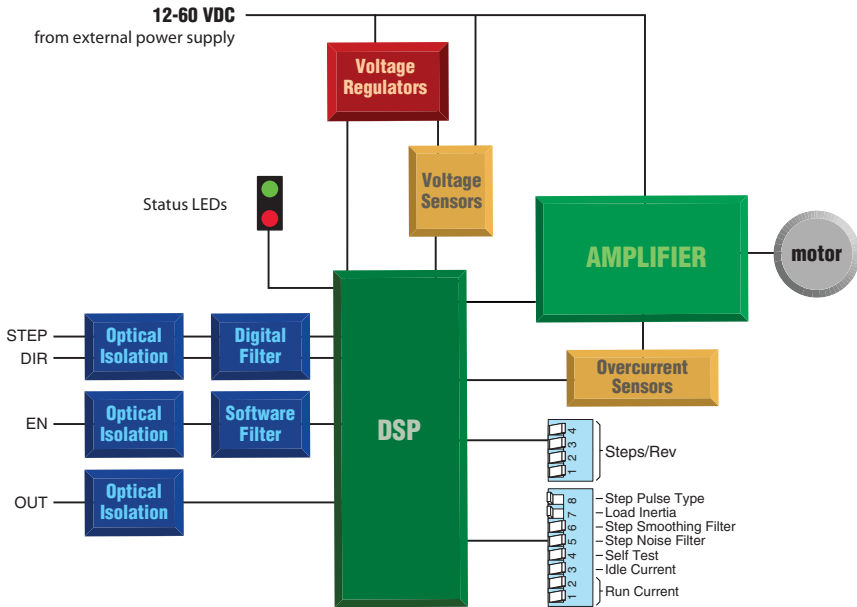 12-60 VDC
from external power supply
Voltage
Regulators
Voltage
Sensors
Status LEDs
AMPLIFIER
motor
STEP
DIR
Optical
Isolation
Digital
Filter
Overcurrent
Sensors
EN
Optical
Isolation
Software
Filter
DSP
4
3
2
1
Steps/Rev
OUT
Optical
Isolation
8
Step Pulse Type
7
Load Inertia
6
Step Smoothing Filter
5
Step Noise Filter
4
Self Test
3
Idle Current
2
1
Run Current